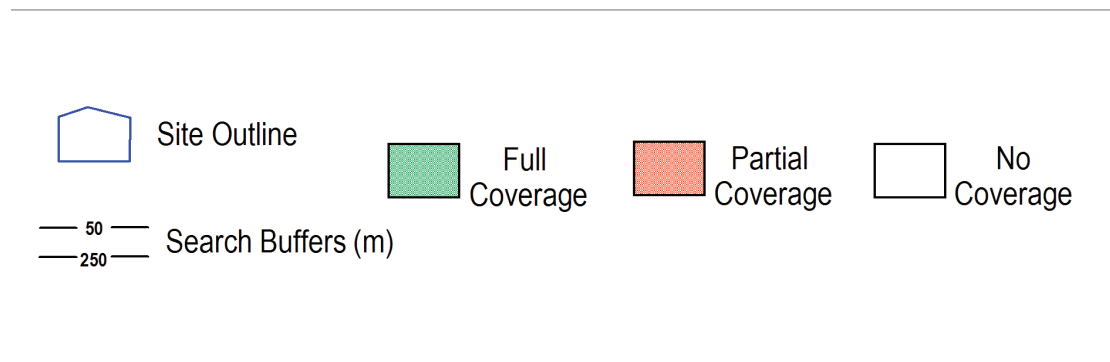 Site Outline
Full
Coverage
Partial
Coverage
No
Coverage
50
250
Search Buffers (m)